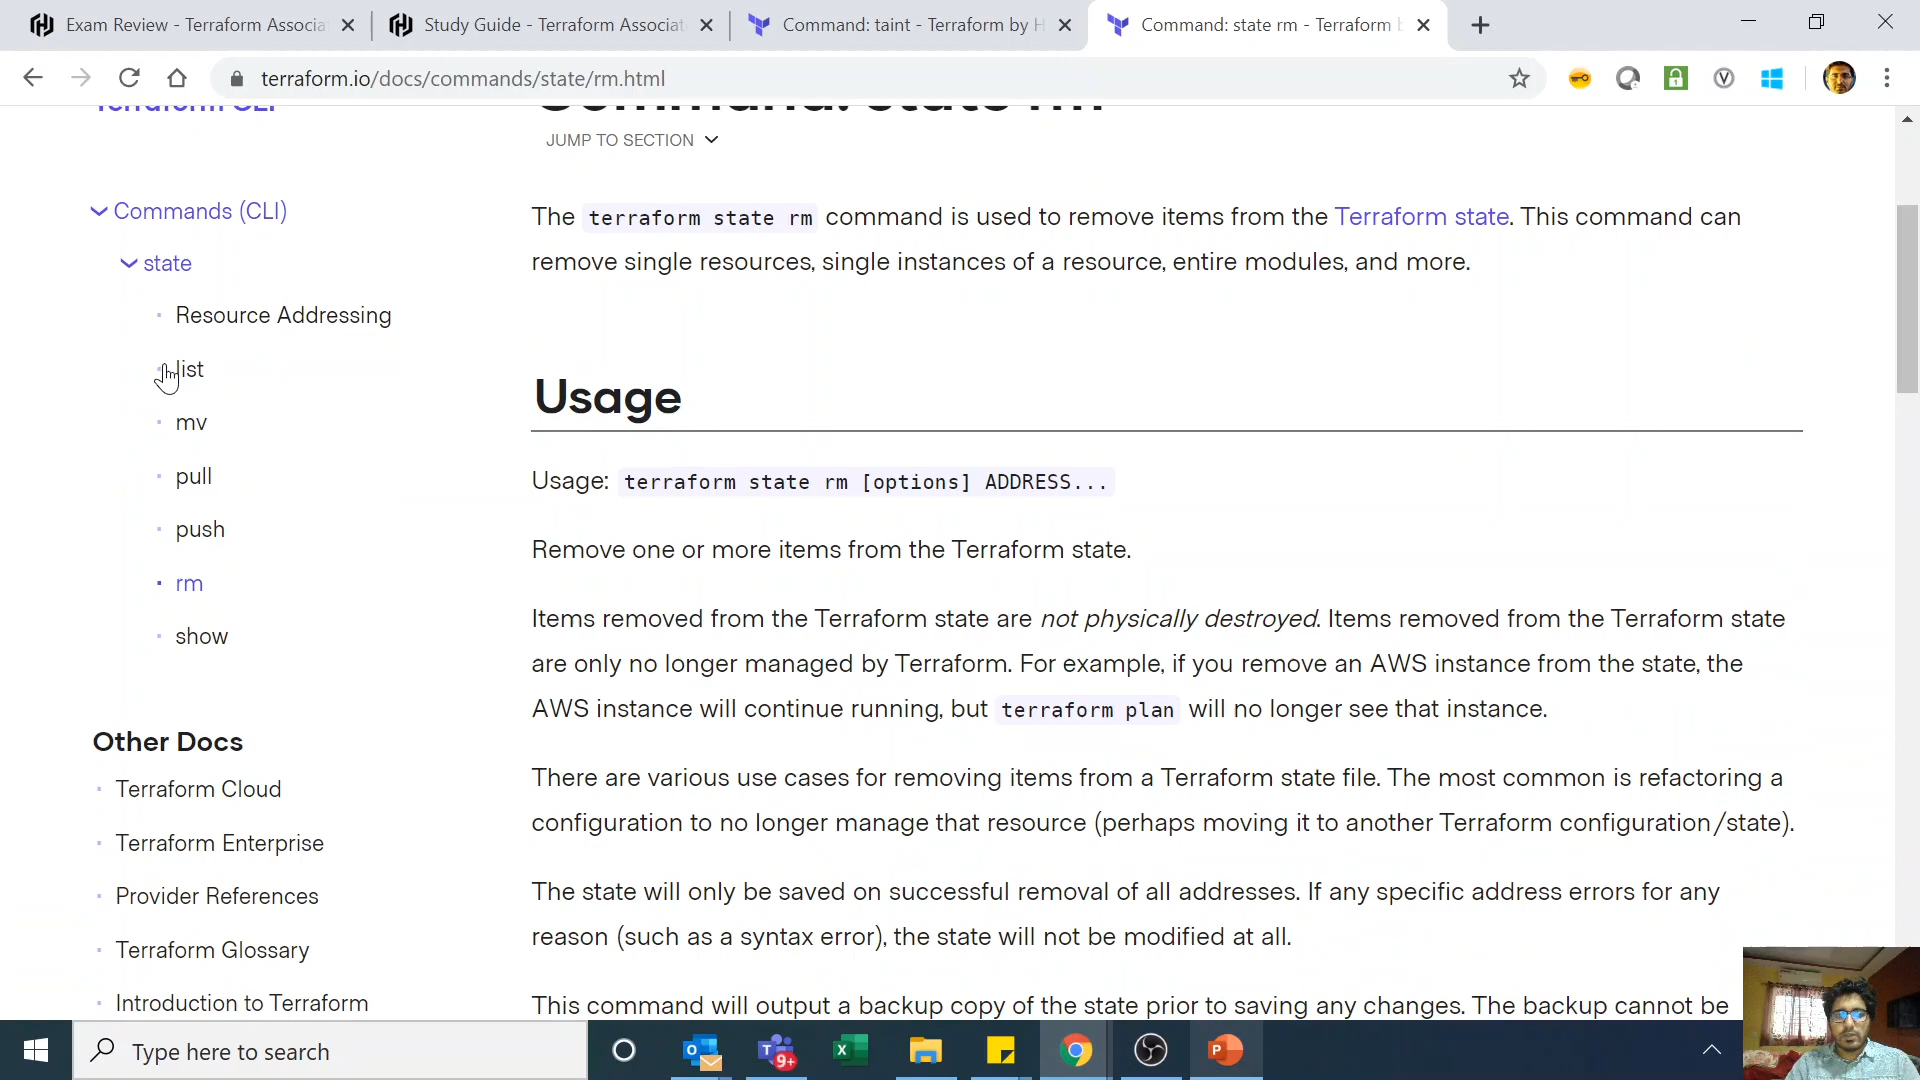 Exam Review - Terraform Associa
Study Guide - Terraform Associat
Command: taint - Terraform by H
Command: state rm - Terraform b
terraform.io/docs/commands/state/rm.html
Terraform CLI
Command: state rm
JUMP TO SECTION
Commands (CLI)
state
Resource Addressing
list
mv
pull
push
rm
show
Other Docs
Terraform Cloud
Terraform Enterprise
Provider References
Terraform Glossary
Introduction to Terraform
The terraform state rm command is used to remove items from the Terraform state. This command can
remove single resources, single instances of a resource, entire modules, and more.
Usage
Usage: terraform state rm [options] ADDRESS...
Remove one or more items from the Terraform state.
Items removed from the Terraform state are not physically destroyed. Items removed from the Terraform state
are only no longer managed by Terraform. For example, if you remove an AWS instance from the state, the
AWS instance will continue running, but terraform plan will no longer see that instance.
There are various use cases for removing items from a Terraform state file. The most common is refactoring a
configuration to no longer manage that resource (perhaps moving it to another Terraform configuration/state).
The state will only be saved on successful removal of all addresses. If any specific address errors for any
reason (such as a syntax error), the state will not be modified at all.
This command will output a backup copy of the state prior to saving any changes. The backup cannot be
Type here to search
9+